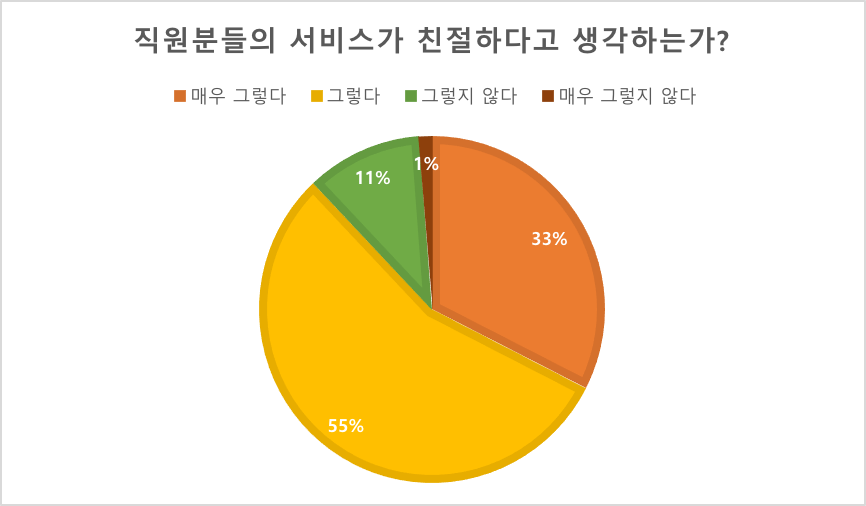 직원분들의 서비스가 친절하다고 생각하는가?
매우 그렇다 그렇다 그렇지 않다 매우 그렇지 않다
1%
11%
33%
55%